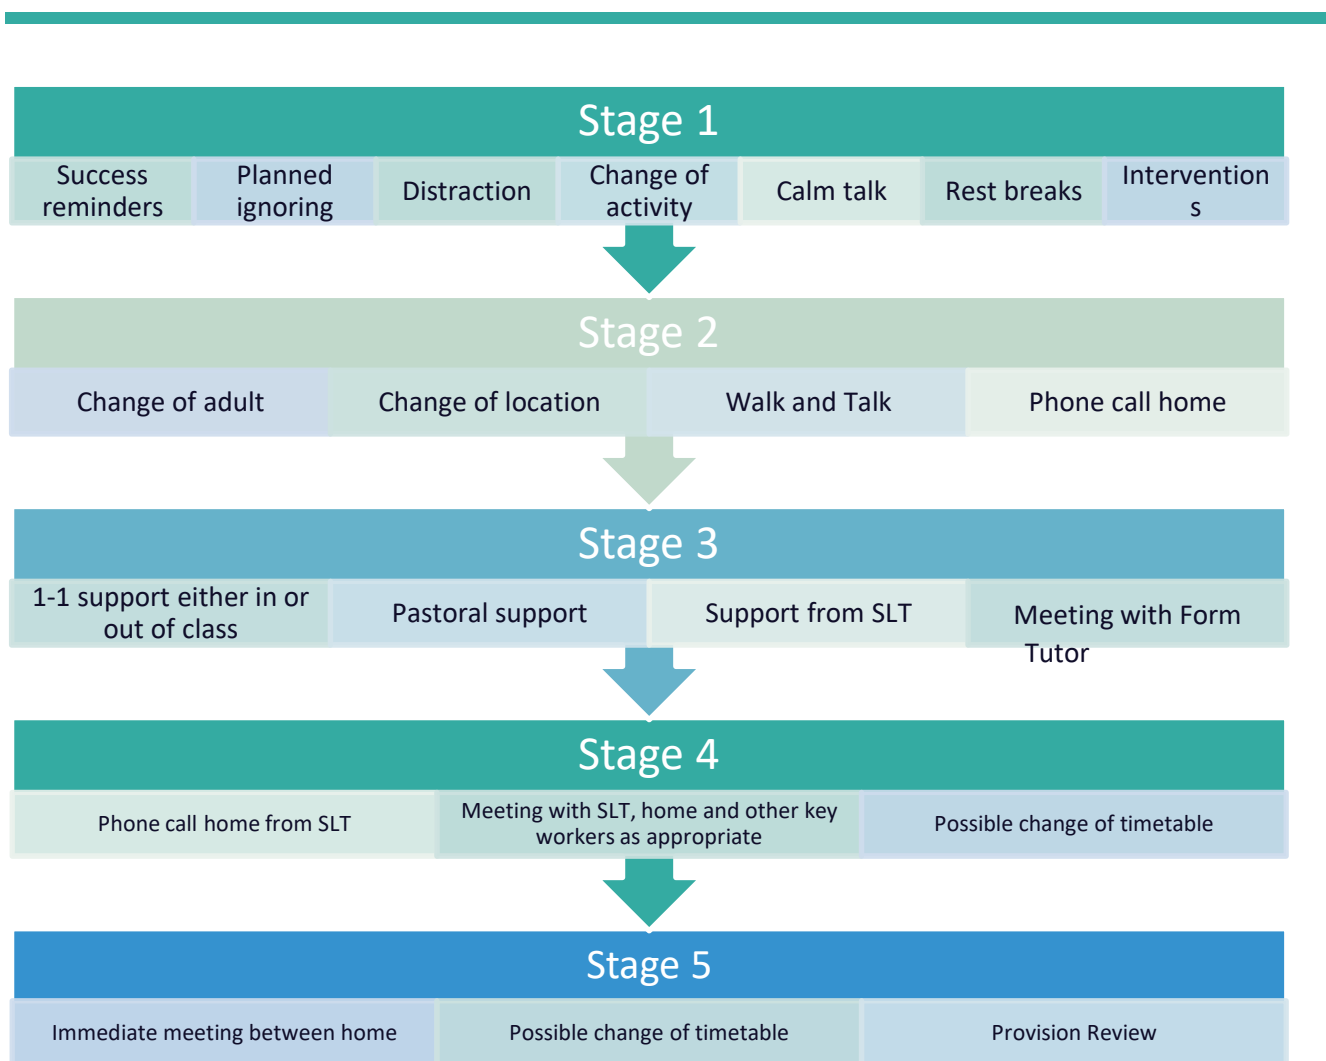 Stage 1
Success
reminders
Planned
ignoring
Distraction
Change of
activity
Calm talk
Rest breaks
Intervention
s
Stage 2
Change of adult
Change of location
Walk and Talk
Phone call home
Stage 3
1-1 support either in or
out of class
Pastoral support
Support from SLT
Meeting with Form
Tutor
Stage 4
Phone call home from SLT
Meeting with SLT, home and other key
workers as appropriate
Possible change of timetable
Stage 5
Immediate meeting between home
Possible change of timetable
Provision Review